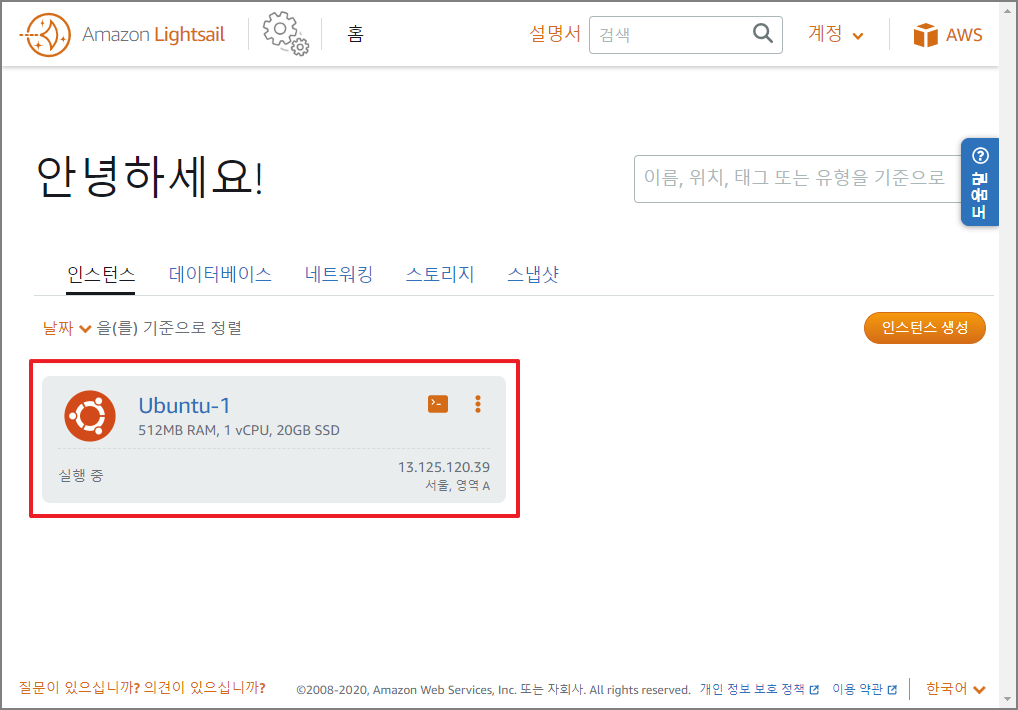 Amazon Lightsail 홈 설명서 검색 계정 AWS
안녕하세요!
이름, 위치, 태그 또는 유형을 기준으로
도움말
인스턴스 데이터베이스 네트워킹 스토리지 스냅샷
날짜 을(를) 기준으로 정렬 인스턴스 생성
Ubuntu-1
512MB RAM, 1 vCPU, 20GB SSD
실행 중 13.125.120.39
서울, 영역 A
질문이 있으십니까? 의견이 있으십니까? ©2008-2020, Amazon Web Services, Inc. 또는 자회사. All rights reserved. 개인 정보 보호 정책 이용 약관 한국어